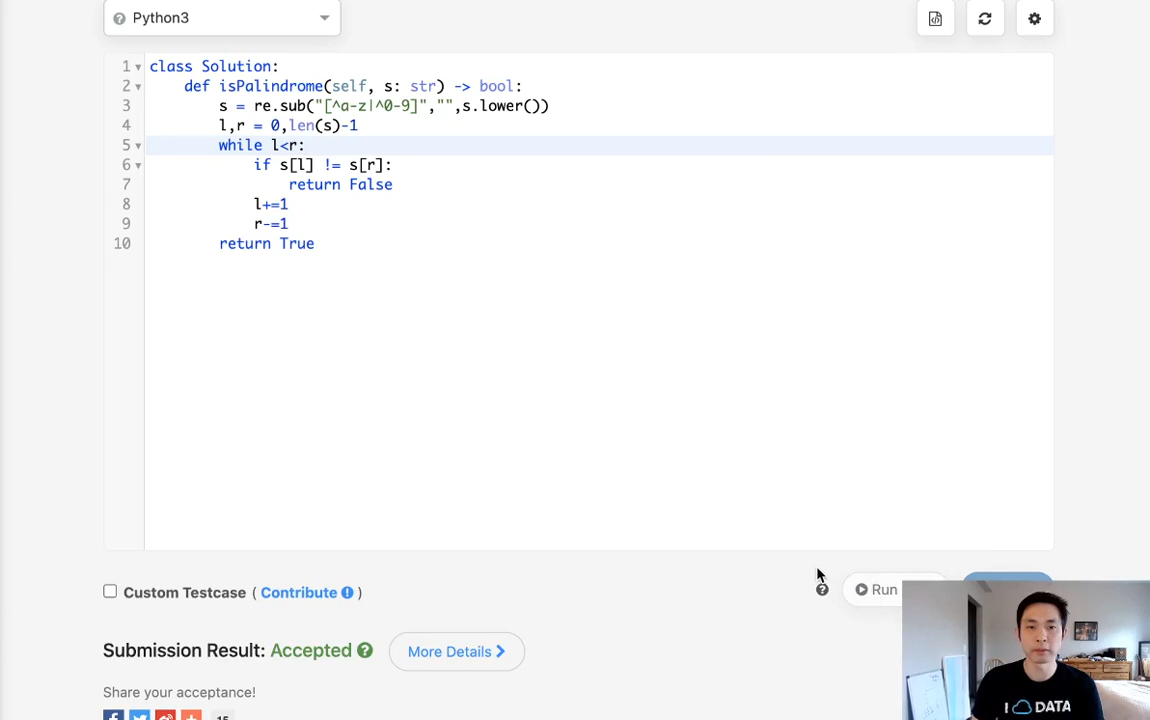 Python3
1 class Solution:
2 def isPalindrome(self, s: str) -> bool:
3 s = re.sub("[^a-z|^0-9]","",s.lower())
4 l,r = 0,len(s)-1
5 while l<r:
6 if s[l] != s[r]:
7 return False
8 l+=1
9 r-=1
10 return True
Custom Testcase ( Contribute )
Run
Submission Result: Accepted
More Details
Share your acceptance!
15
I DATA